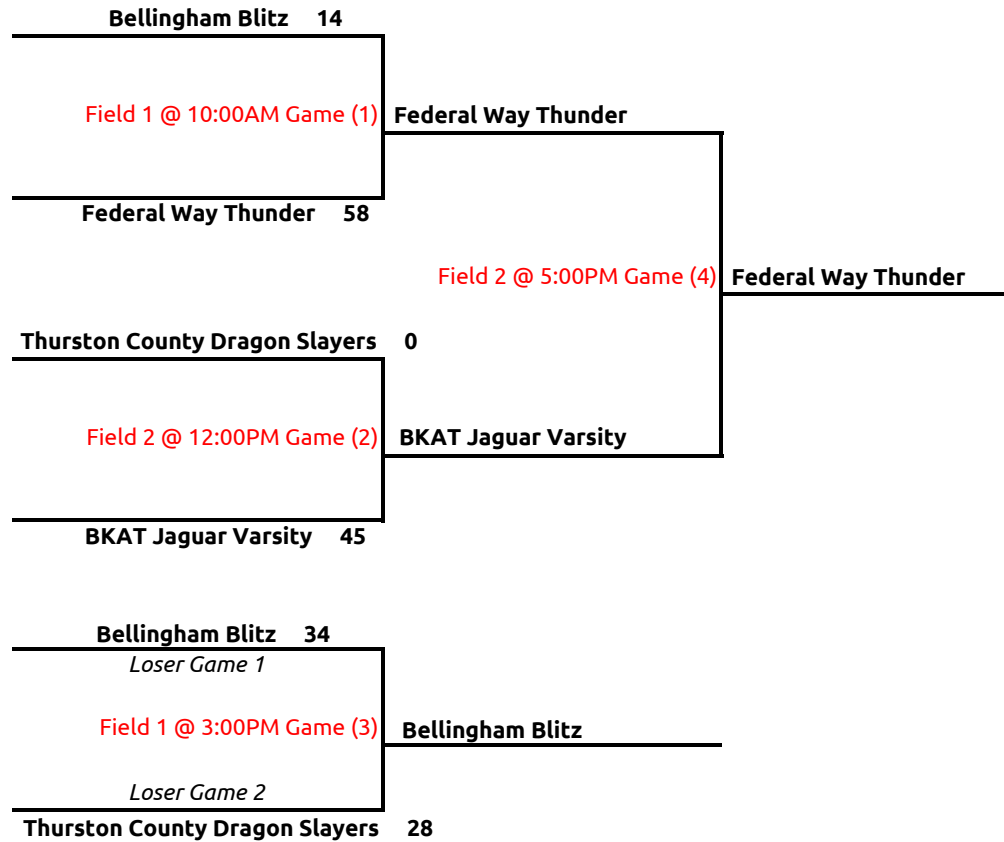 Bellingham Blitz 14
Field 1 @ 10:00AM Game (1)
Federal Way Thunder
Federal Way Thunder 58
Field 2 @ 5:00PM Game (4)
Federal Way Thunder
Thurston County Dragon Slayers 0
Field 2 @ 12:00PM Game (2)
BKAT Jaguar Varsity
BKAT Jaguar Varsity 45
Bellingham Blitz 34
Loser Game 1
Field 1 @ 3:00PM Game (3)
Bellingham Blitz
Loser Game 2
Thurston County Dragon Slayers 28